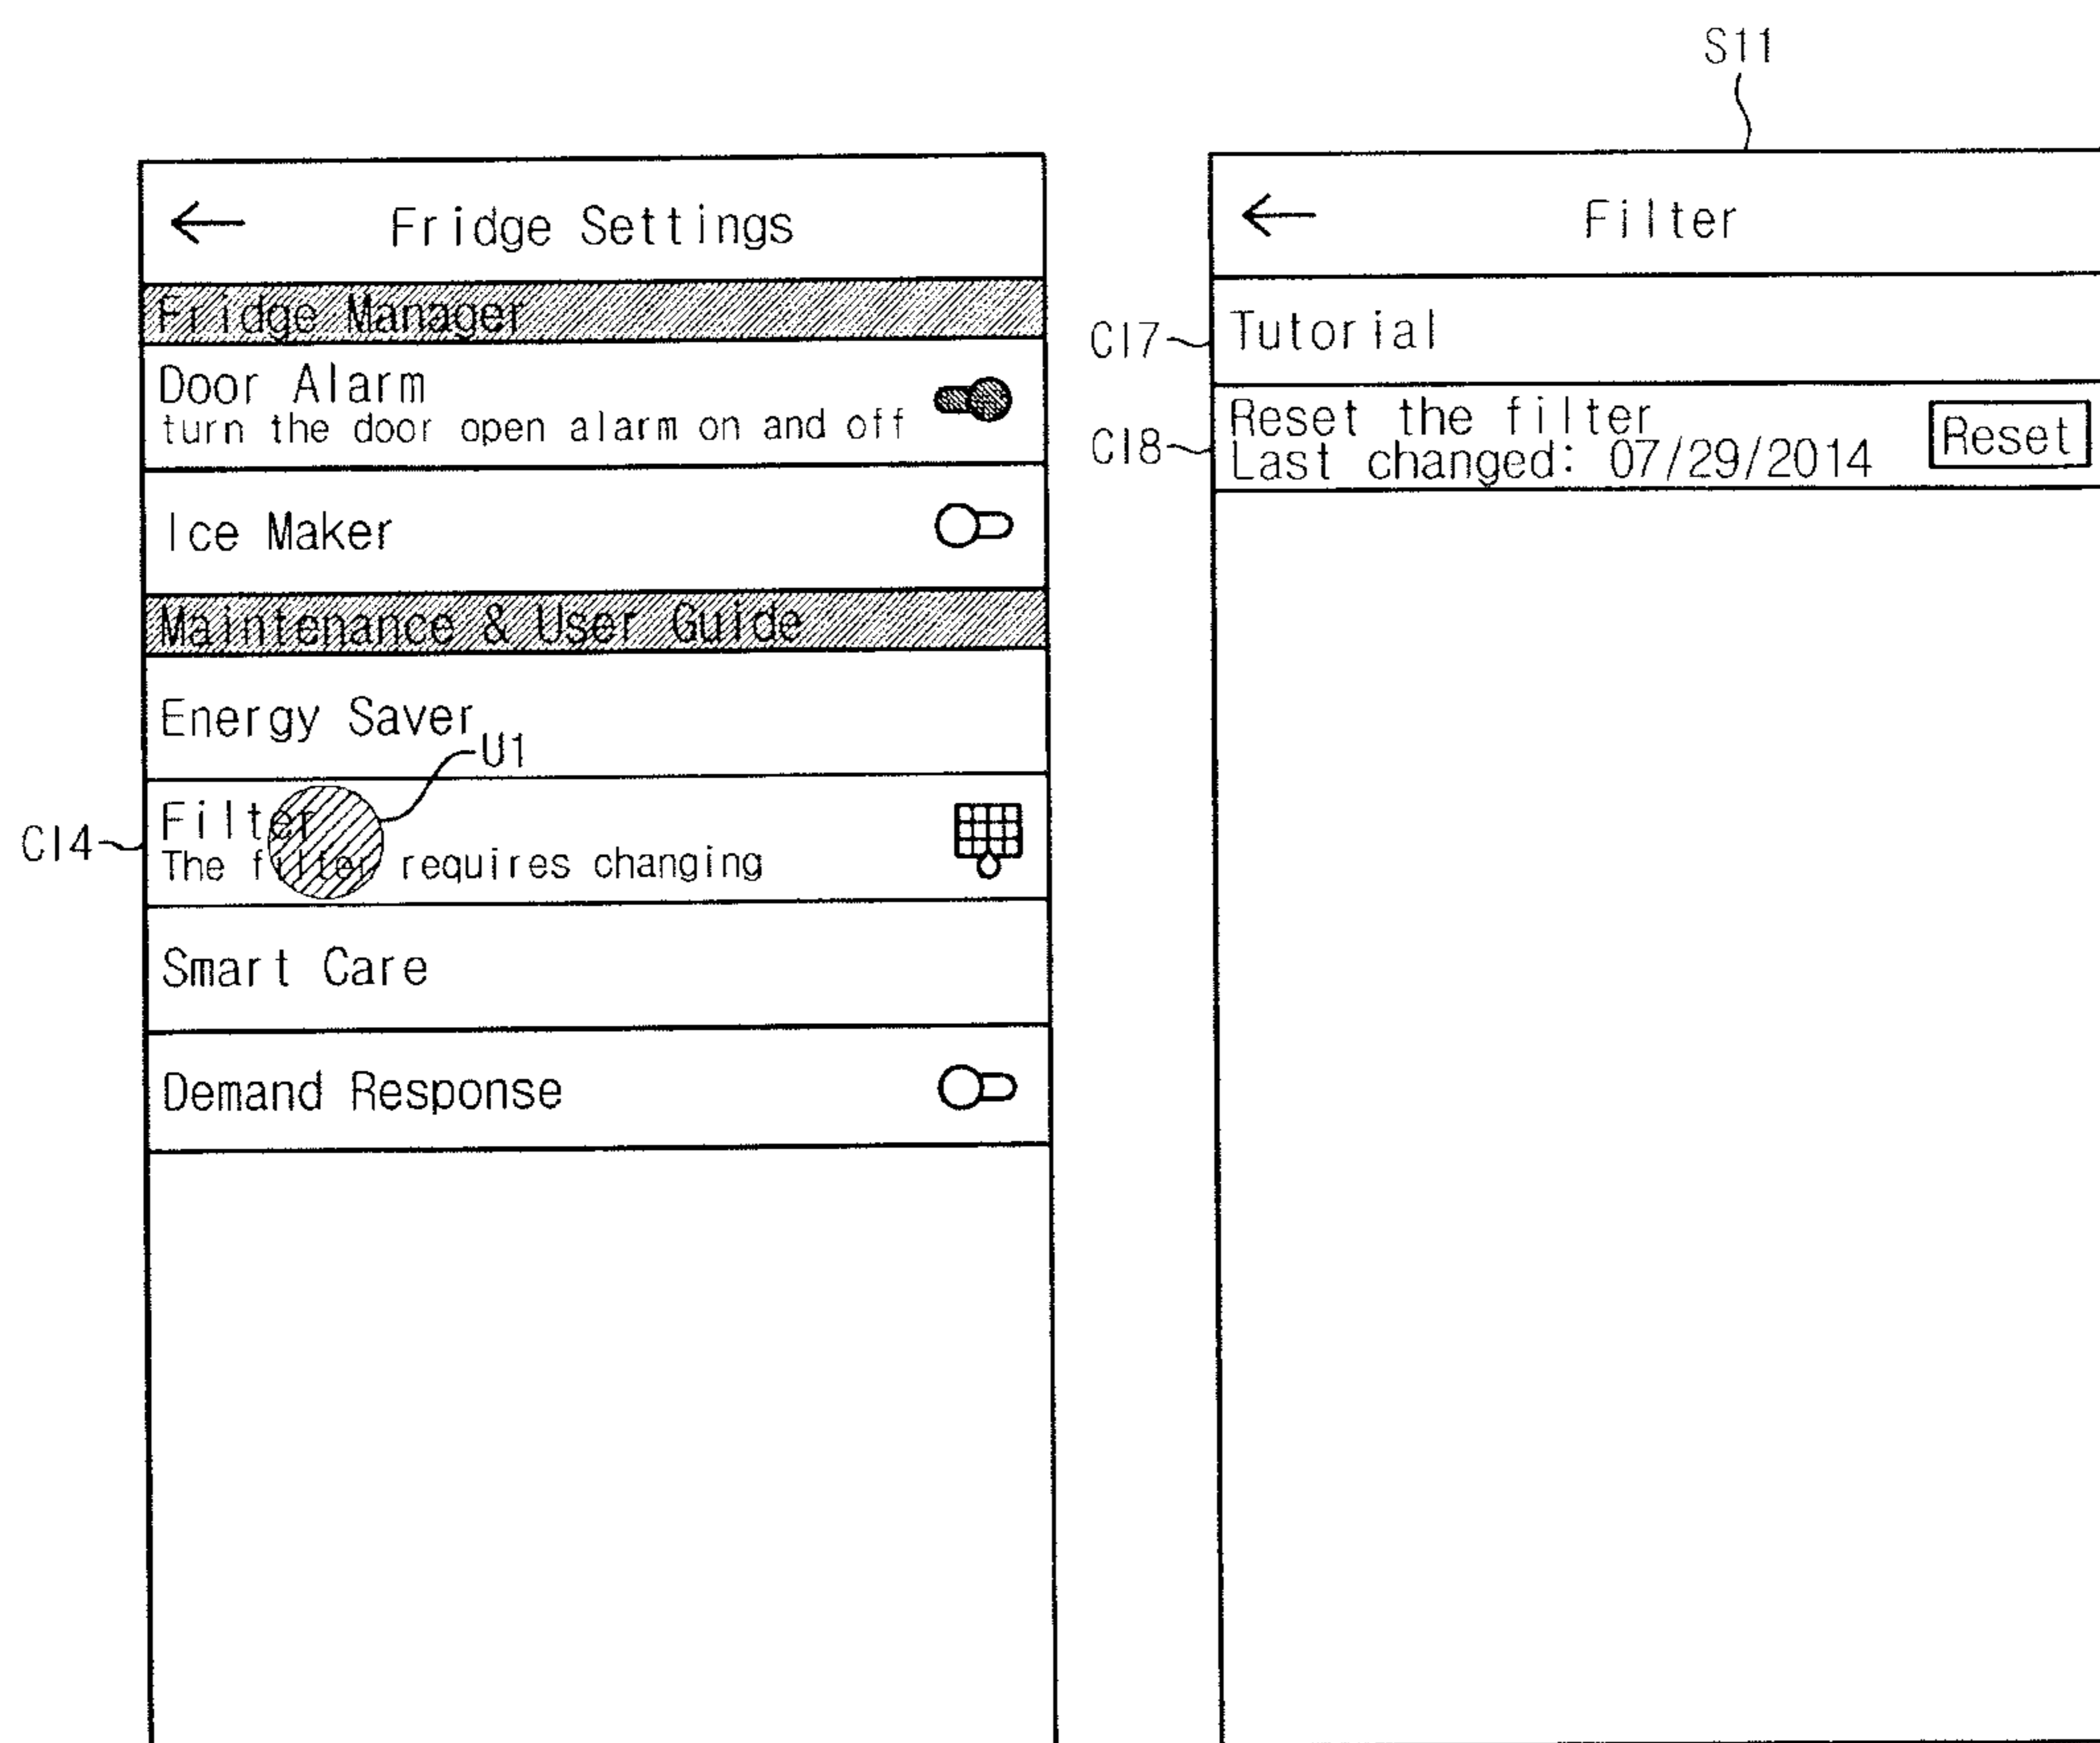 S11
Fridge Settings
Fridge Manager
Door Alarm
turn the door open alarm on and off
Ice Maker
Maintenance & User Guide
Energy Saver
U1
CI4
Filter
The filter requires changing
Smart Care
Demand Response
Filter
CI7
Tutorial
CI8
Reset the filter
Last changed: 07/29/2014
Reset